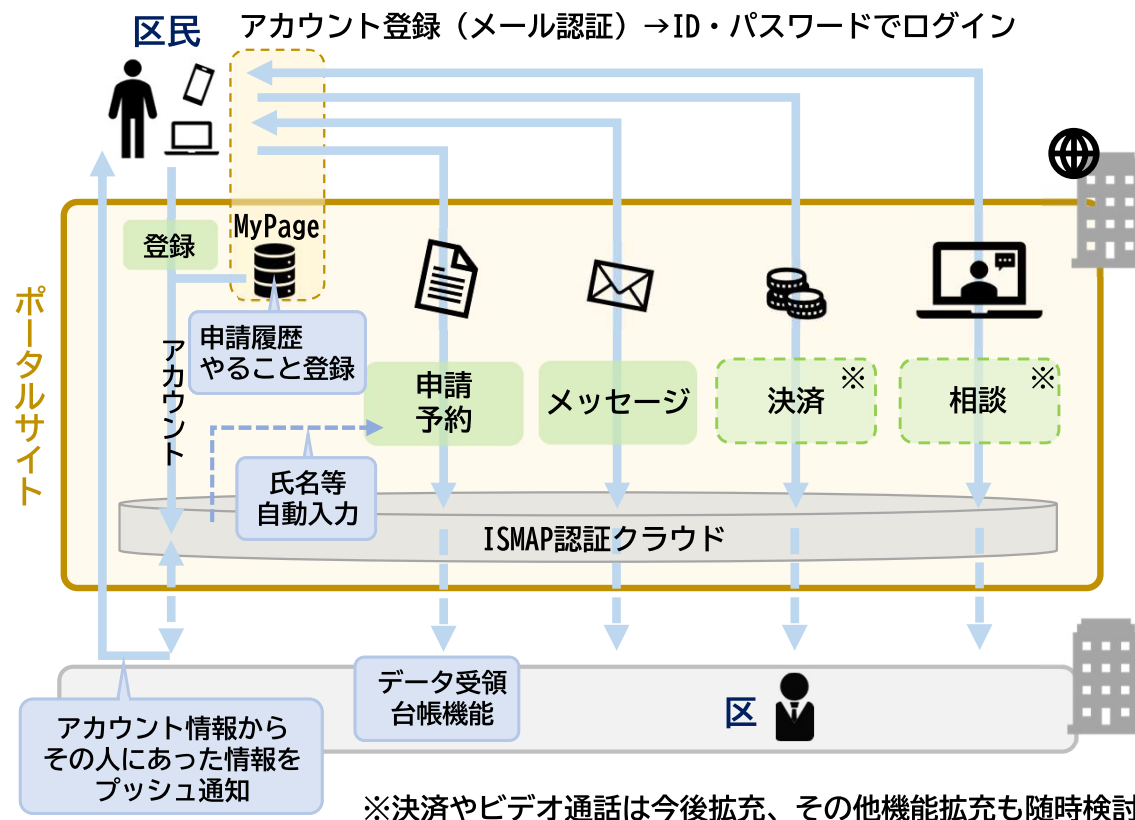 区民
アカウント登録（メール認証）→ID・パスワードでログイン
ポータルサイト
登録
MyPage
申請履歴
やること登録
アカウント
申請
予約
メッセージ
決済
※
相談
※
氏名等
自動入力
ISMAP認証クラウド
データ受領
台帳機能
区
アカウント情報から
その人にあった情報を
プッシュ通知
※決済やビデオ通話は今後拡充、その他機能拡充も随時検討